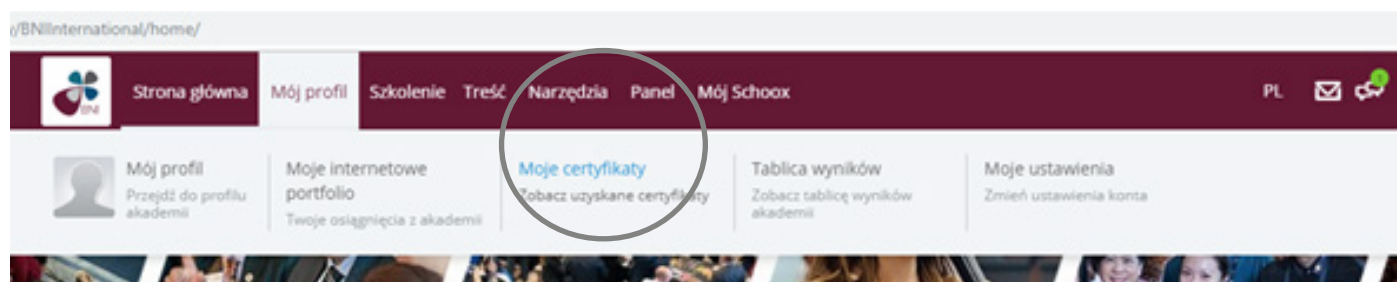 /BNIInternational/home/
BNI
Strona główna Mój profil Szkolenie Treść Narzędzia Panel Mój Schoox PL
Mój profil
Przejdź do profilu
akademii
Moje internetowe
portfolio
Twoje osiągnięcia z akademii
Moje certyfikaty
Zobacz uzyskane certyfikaty
Tablica wyników
Zobacz tablicę wyników
akademii
Moje ustawienia
Zmień ustawienia konta